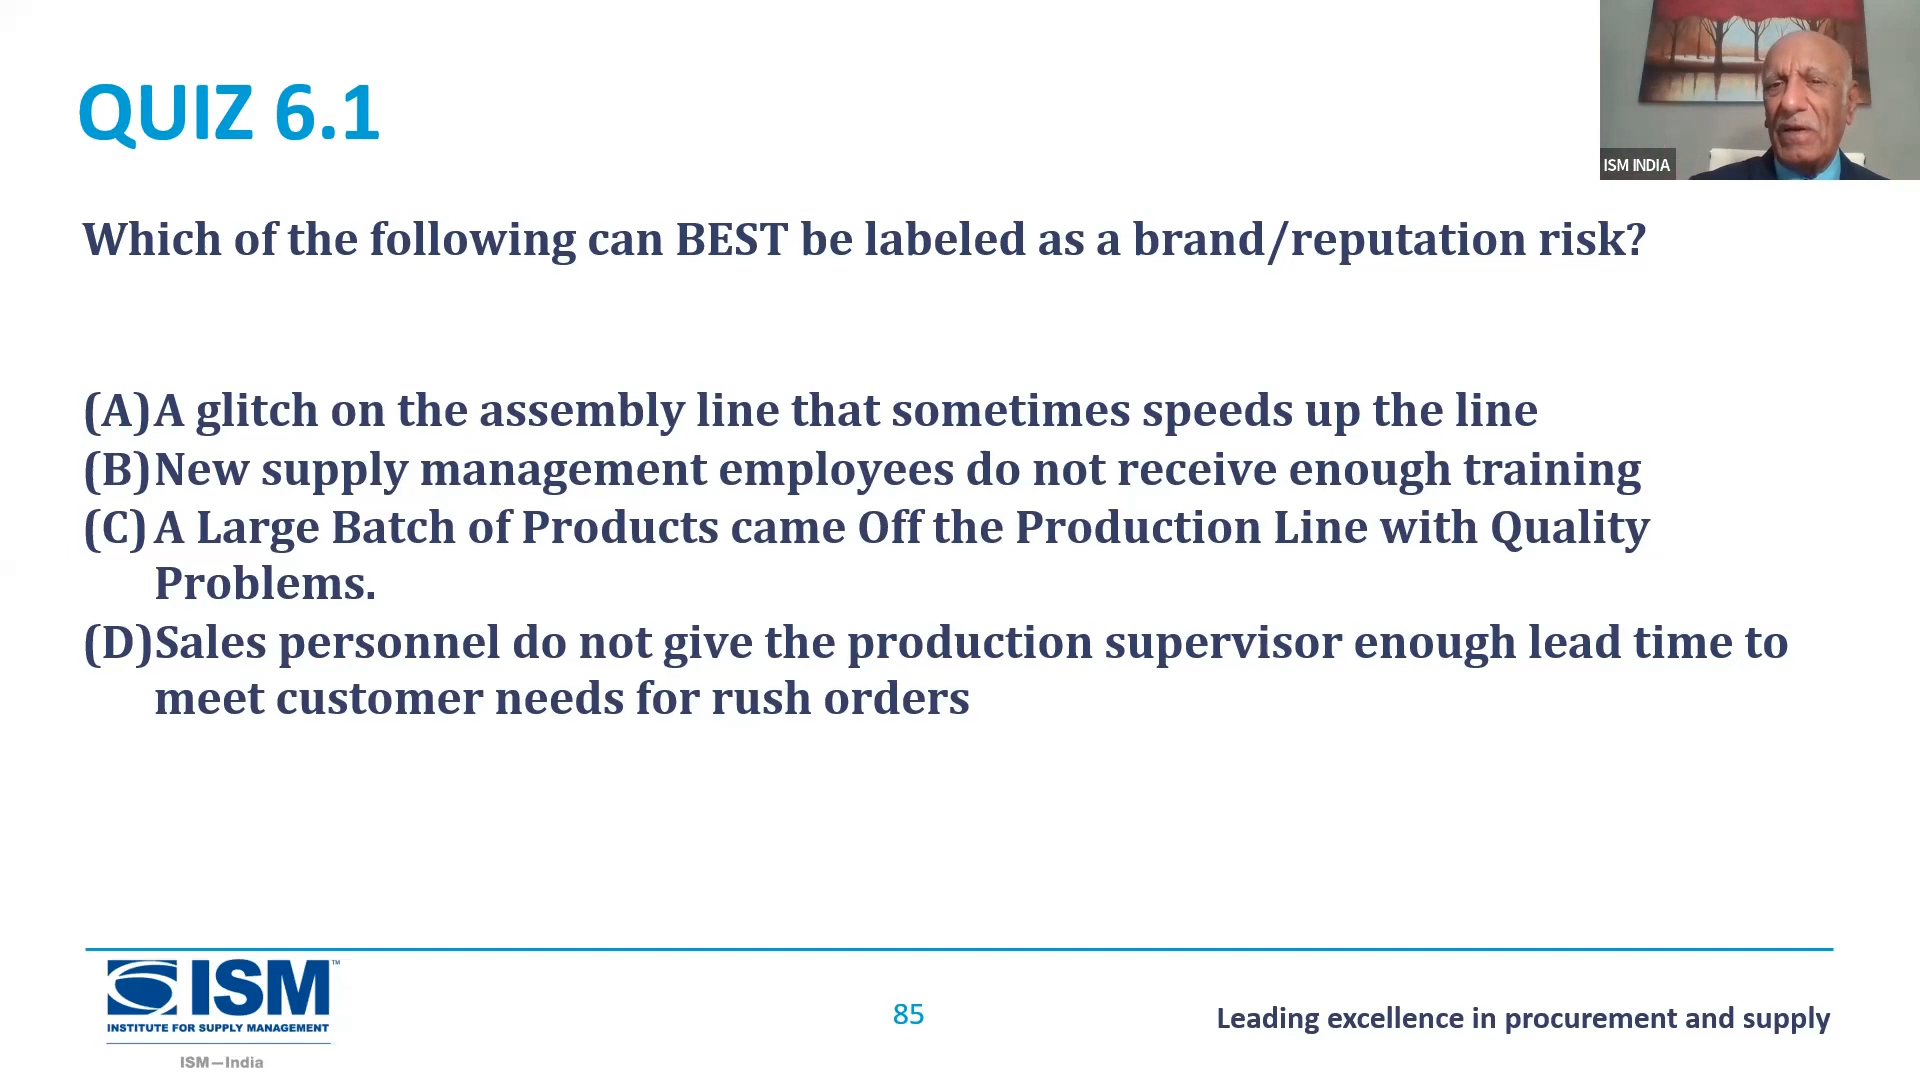 QUIZ 6.1
ISM INDIA
Which of the following can BEST be labeled as a brand/reputation risk?
(A)A glitch on the assembly line that sometimes speeds up the line
(B)New supply management employees do not receive enough training
(C)A Large Batch of Products came Off the Production Line with Quality
Problems.
(D)Sales personnel do not give the production supervisor enough lead time to
meet customer needs for rush orders
ISM™
INSTITUTE FOR SUPPLY MANAGEMENT
ISM—India
85
Leading excellence in procurement and supply